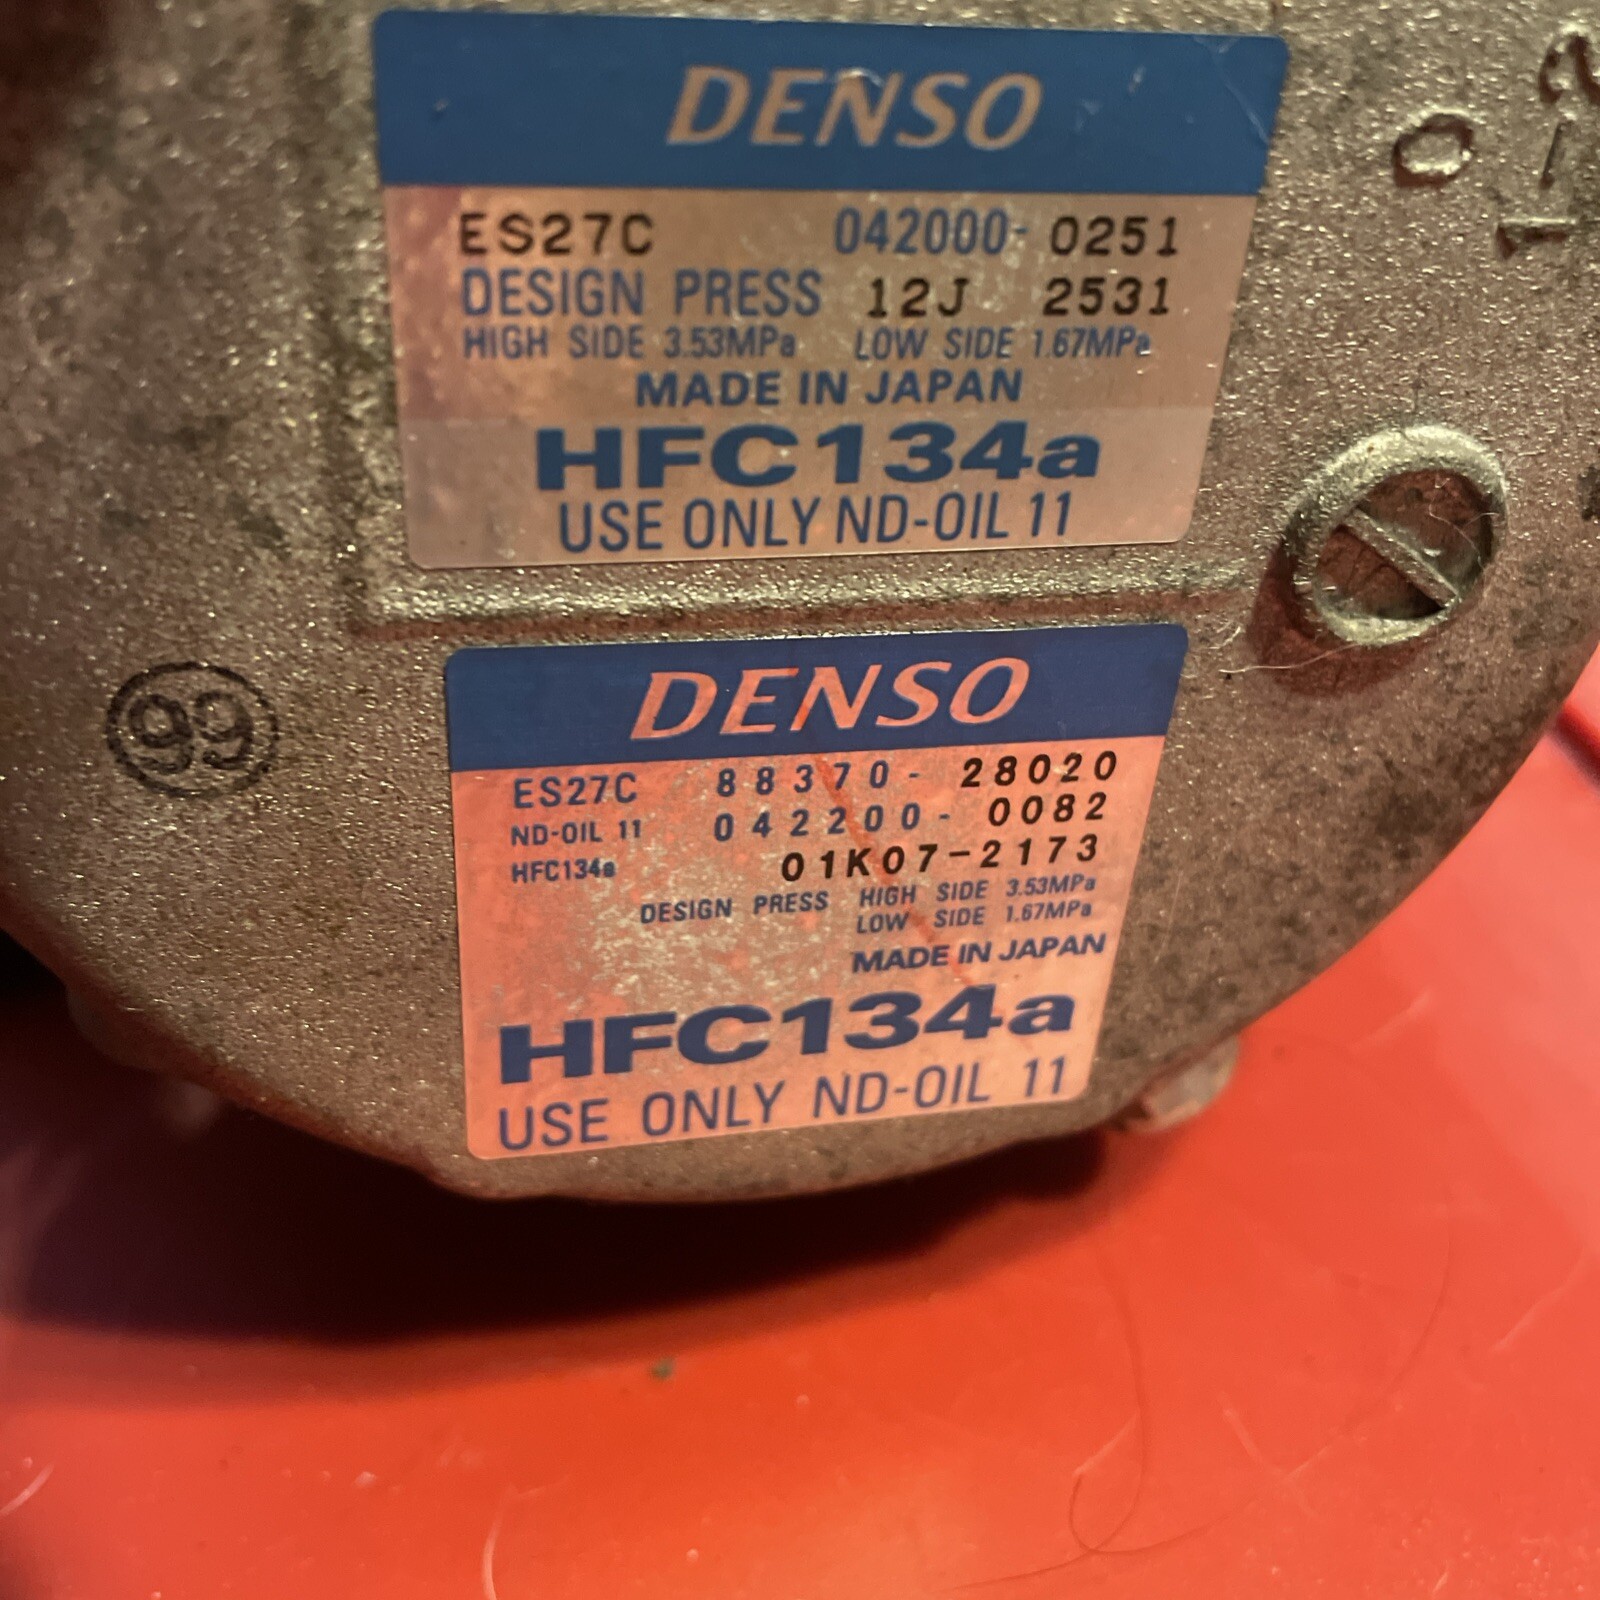 DENSO
ES27C 042000- 0251
DESIGN PRESS 12J 2531
HIGH SIDE 3.53MPa LOW SIDE 1.67MPa
MADE IN JAPAN
HFC134a
USE ONLY ND-OIL 11
0
1-2
99
DENSO
ES27C 88370- 28020
ND-OIL 11 042200- 0082
HFC134a 01K07-2173
DESIGN PRESS HIGH SIDE 3.53MPa
LOW SIDE 1.67MPa
MADE IN JAPAN
HFC134a
USE ONLY ND-OIL 11